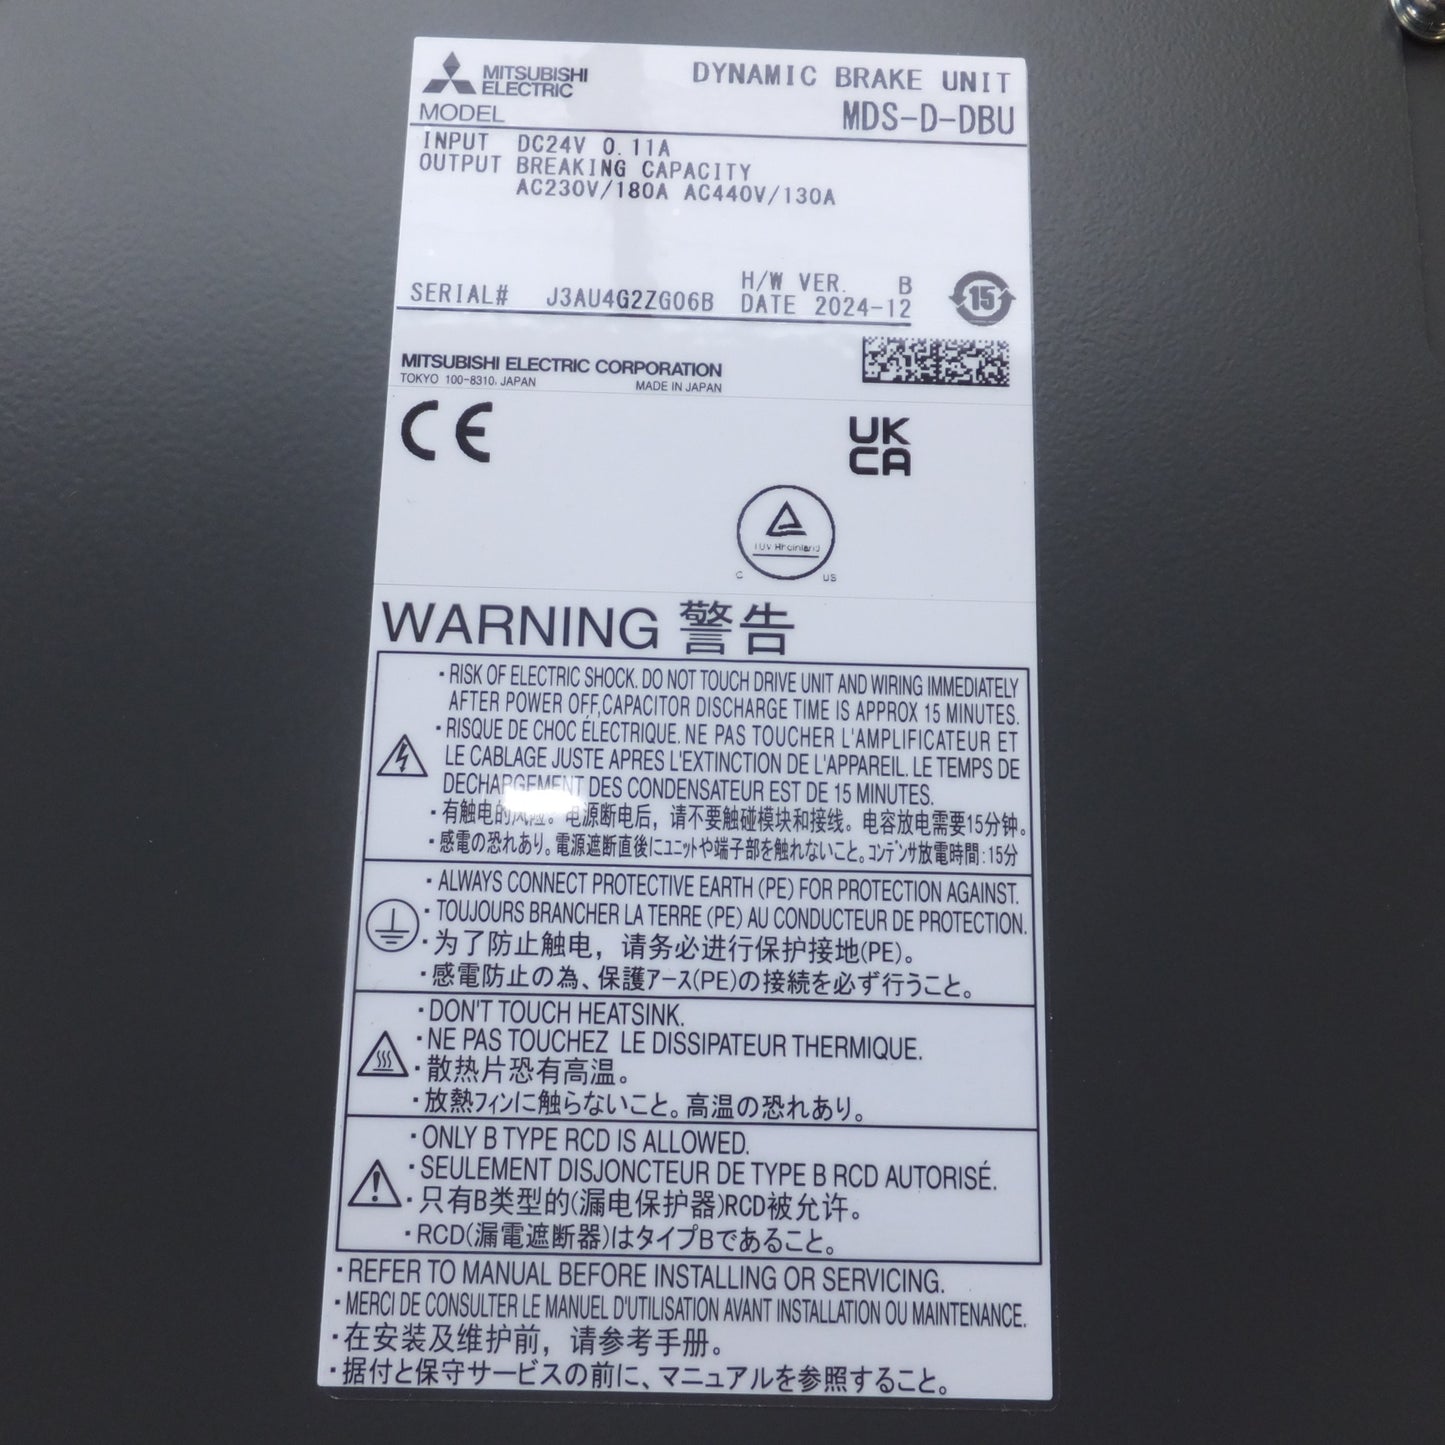 MITSUBISHI ELECTRIC
DYNAMIC BRAKE UNIT
MODEL MDS-D-DBU
INPUT DC24V 0.11A
OUTPUT BREAKING CAPACITY
AC230V/180A AC440V/130A
H/W VER. B
SERIAL# J3AU4G2ZG06B DATE 2024-12
15
MITSUBISHI ELECTRIC CORPORATION
TOKYO 100-8310, JAPAN MADE IN JAPAN
CE
UK
CA
TÜV Rheinland
C US
WARNING 警告
・RISK OF ELECTRIC SHOCK. DO NOT TOUCH DRIVE UNIT AND WIRING IMMEDIATELY
AFTER POWER OFF,CAPACITOR DISCHARGE TIME IS APPROX 15 MINUTES.
・RISQUE DE CHOC ÉLECTRIQUE. NE PAS TOUCHER L'AMPLIFICATEUR ET
LE CABLAGE JUSTE APRES L'EXTINCTION DE L'APPAREIL. LE TEMPS DE
DECHARGEMENT DES CONDENSATEUR EST DE 15 MINUTES.
・有触电的风险。电源断电后，请不要触碰模块和接线。电容放电需要15分钟。
・感電の恐れあり。電源遮断直後にユニットや端子部を触れないこと。コンデンサ放電時間：15分
・ALWAYS CONNECT PROTECTIVE EARTH (PE) FOR PROTECTION AGAINST.
・TOUJOURS BRANCHER LA TERRE (PE) AU CONDUCTEUR DE PROTECTION.
・为了防止触电，请务必进行保护接地(PE)。
・感電防止の為、保護アース(PE)の接続を必ず行うこと。
・DON'T TOUCH HEATSINK.
・NE PAS TOUCHEZ LE DISSIPATEUR THERMIQUE.
・散热片恐有高温。
・放熱フィンに触らないこと。高温の恐れあり。
・ONLY B TYPE RCD IS ALLOWED.
・SEULEMENT DISJONCTEUR DE TYPE B RCD AUTORISÉ.
・只有B类型的(漏电保护器)RCD被允许。
・RCD(漏電遮断器)はタイプBであること。
・REFER TO MANUAL BEFORE INSTALLING OR SERVICING.
・MERCI DE CONSULTER LE MANUEL D'UTILISATION AVANT INSTALLATION OU MAINTENANCE.
・在安装及维护前，请参考手册。
・据付と保守サービスの前に、マニュアルを参照すること。